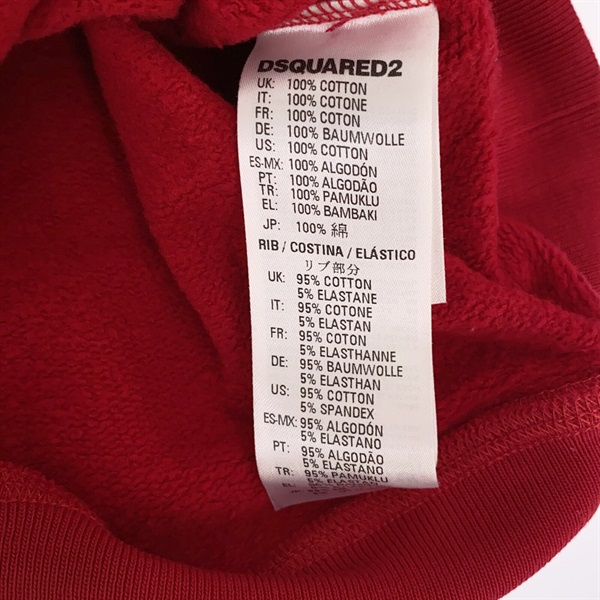 DSQUARED2
UK: 100% COTTON
IT: 100% COTONE
FR: 100% COTON
DE: 100% BAUMWOLLE
US: 100% COTTON
ES-MX: 100% ALGODÓN
PT: 100% ALGODÃO
TR: 100% PAMUKLU
EL: 100% BAMBAKI
JP: 100% 綿
RIB / COSTINA / ELÁSTICO
リブ部分
UK: 95% COTTON
5% ELASTANE
IT: 95% COTONE
5% ELASTAN
FR: 95% COTON
5% ELASTHANNE
DE: 95% BAUMWOLLE
5% ELASTHAN
US: 95% COTTON
5% SPANDEX
ES-MX: 95% ALGODÓN
5% ELASTANO
PT: 95% ALGODÃO
5% ELASTANO
TR: 95% PAMUKLU
5% ELASTAN
EL: